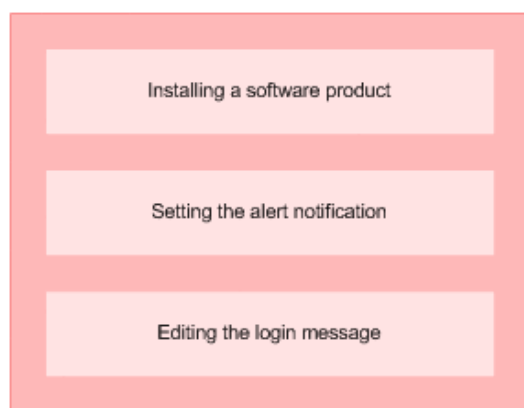 Installing a software product
Setting the alert notification
Editing the login message